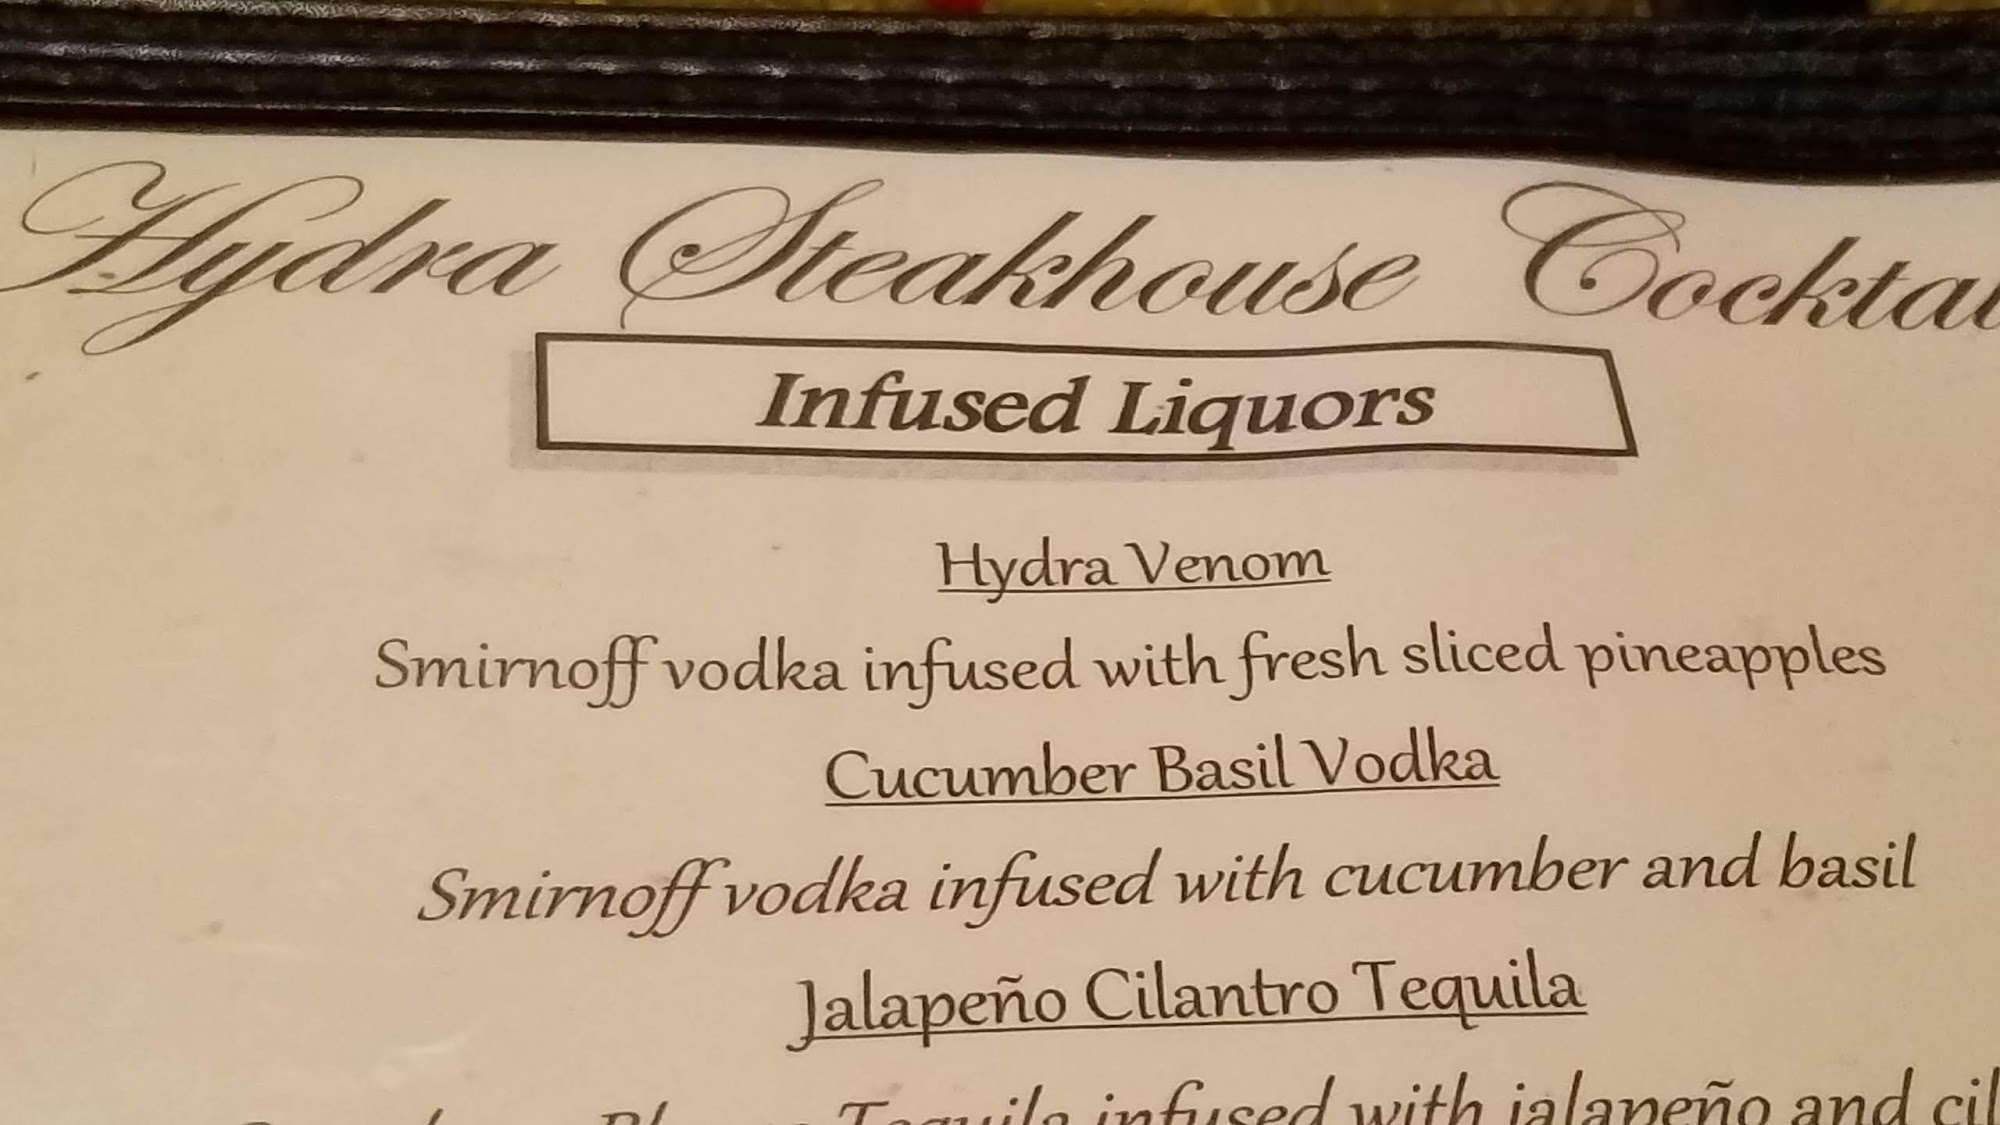 Hydra Steakhouse Cocktai
Infused Liquors
Hydra Venom
Smirnoff vodka infused with fresh sliced pineapples
Cucumber Basil Vodka
Smirnoff vodka infused with cucumber and basil
Jalapeño Cilantro Tequila
Tequila infused with jalapeño and cil